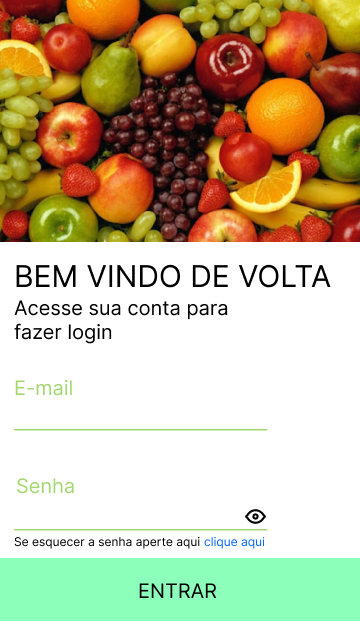 BEM VINDO DE VOLTA
Acesse sua conta para
fazer login
E-mail
Senha
Se esquecer a senha aperte aqui clique aqui
ENTRAR